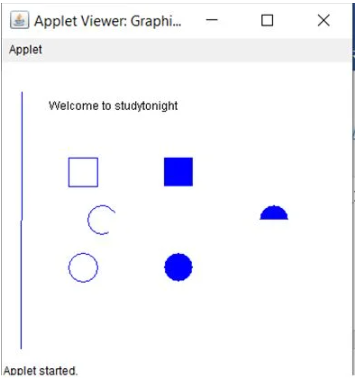 Applet Viewer: Graphi...
Applet
Welcome to studytonight
Applet started.